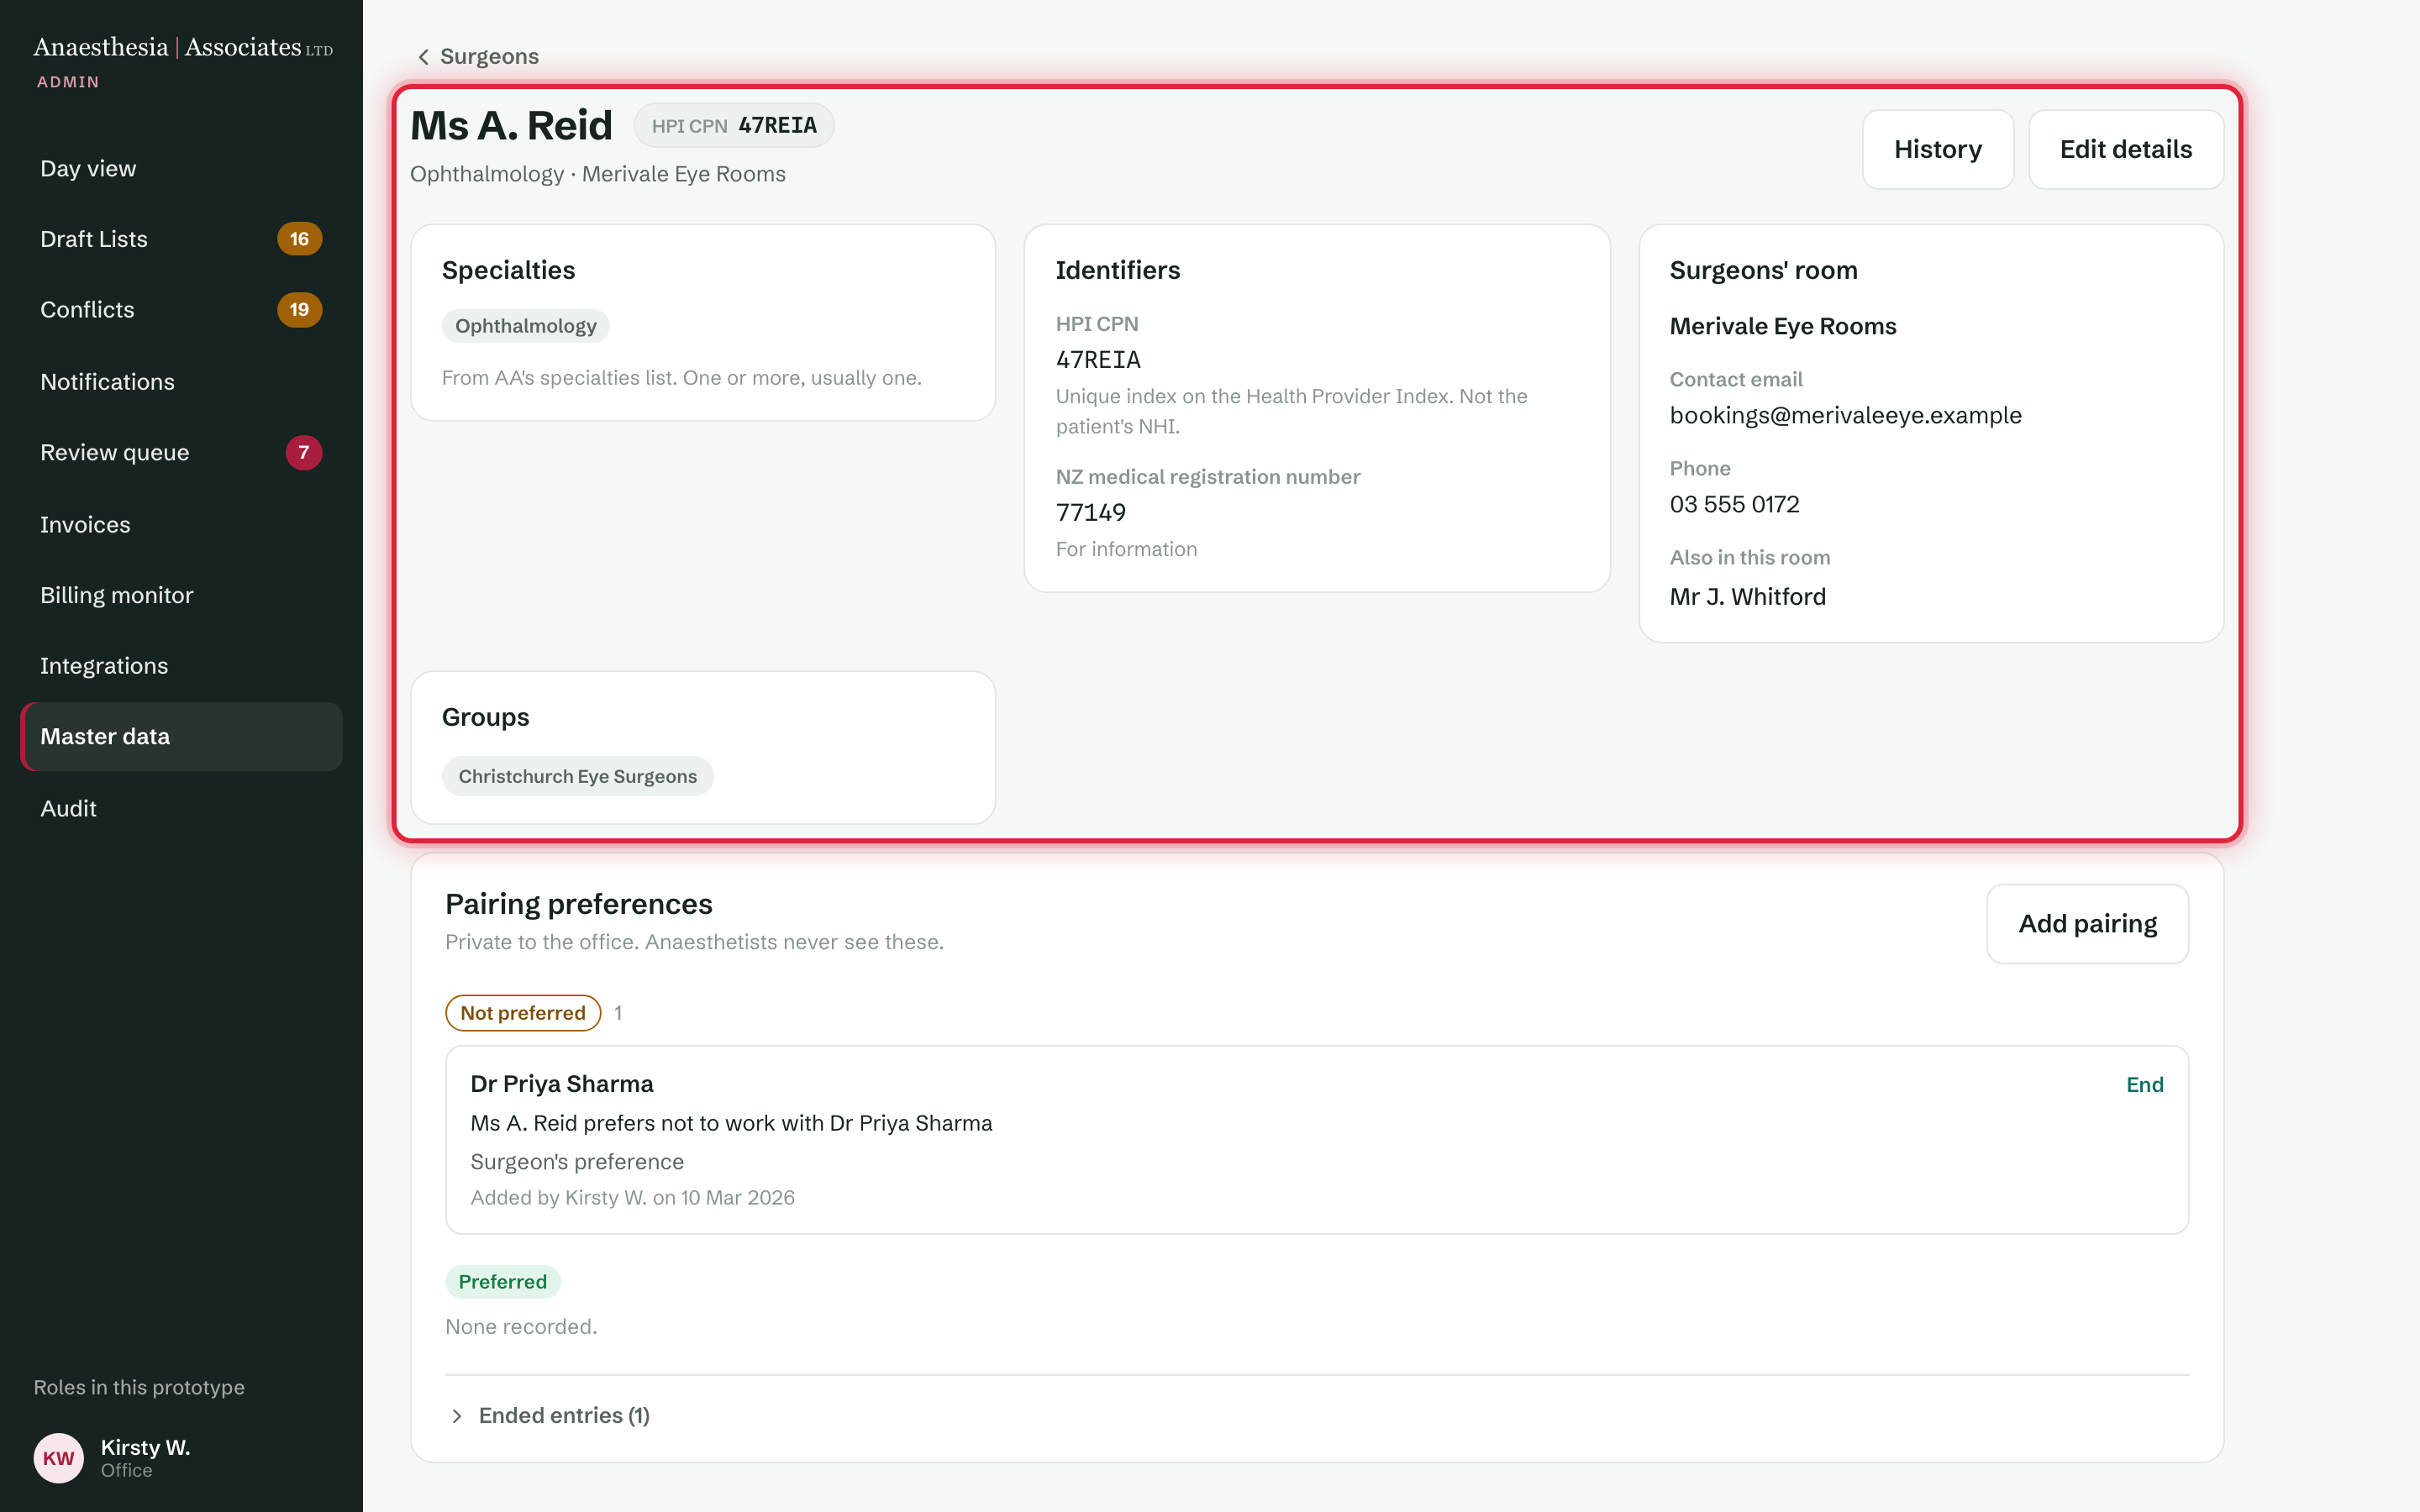 Anaesthesia | Associates LTD
ADMIN
Day view
Draft Lists 16
Conflicts 19
Notifications
Review queue 7
Invoices
Billing monitor
Integrations
Master data
Audit
Roles in this prototype
KW
Kirsty W.
Office
Surgeons
Ms A. Reid HPI CPN 47REIA
Ophthalmology · Merivale Eye Rooms
History
Edit details
Specialties
Ophthalmology
From AA's specialties list. One or more, usually one.
Identifiers
HPI CPN
47REIA
Unique index on the Health Provider Index. Not the
patient's NHI.
NZ medical registration number
77149
For information
Surgeons' room
Merivale Eye Rooms
Contact email
bookings@merivaleeye.example
Phone
03 555 0172
Also in this room
Mr J. Whitford
Groups
Christchurch Eye Surgeons
Pairing preferences
Private to the office. Anaesthetists never see these.
Add pairing
Not preferred 1
Dr Priya Sharma
End
Ms A. Reid prefers not to work with Dr Priya Sharma
Surgeon's preference
Added by Kirsty W. on 10 Mar 2026
Preferred
None recorded.
Ended entries (1)